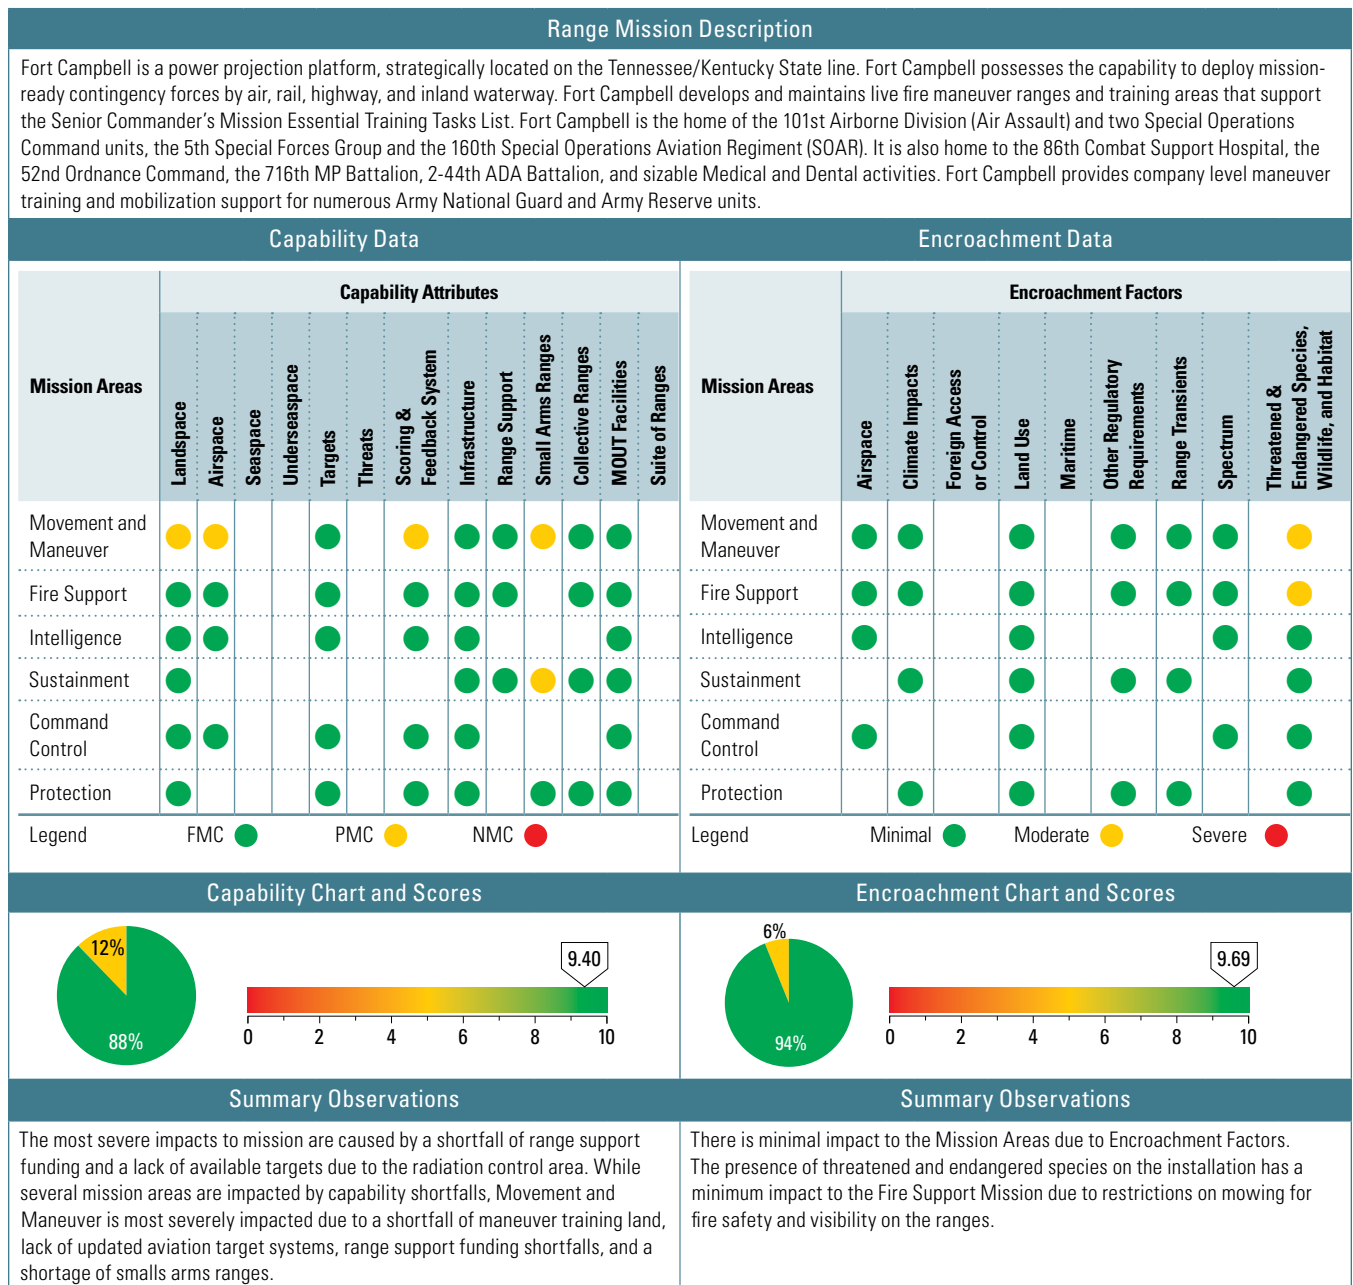 Range Mission Description
Fort Campbell is a power projection platform, strategically located on the Tennessee/Kentucky State line. Fort Campbell possesses the capability to deploy mission-
ready contingency forces by air, rail, highway, and inland waterway. Fort Campbell develops and maintains live fire maneuver ranges and training areas that support
the Senior Commander's Mission Essential Training Tasks List. Fort Campbell is the home of the 101st Airborne Division (Air Assault) and two Special Operations
Command units, the 5th Special Forces Group and the 160th Special Operations Aviation Regiment (SOAR). It is also home to the 86th Combat Support Hospital, the
52nd Ordnance Command, the 716th MP Battalion, 2-44th ADA Battalion, and sizable Medical and Dental activities. Fort Campbell provides company level maneuver
training and mobilization support for numerous Army National Guard and Army Reserve units.
Capability Data
Mission Areas
Capability Attributes
Landspace
Airspace
Seaspace
Underseaspace
Targets
Threats
Scoring &
Feedback System
Infrastructure
Range Support
Small Arms Ranges
Collective Ranges
MOUT Facilities
Suite of Ranges
Movement and
Maneuver
Fire Support
Intelligence
Sustainment
Command
Control
Protection
Legend FMC PMC NMC
Encroachment Data
Mission Areas
Encroachment Factors
Airspace
Climate Impacts
Foreign Access
or Control
Land Use
Maritime
Other Regulatory
Requirements
Range Transients
Spectrum
Threatened &
Endangered Species,
Wildlife, and Habitat
Movement and
Maneuver
Fire Support
Intelligence
Sustainment
Command
Control
Protection
Legend Minimal Moderate Severe
Capability Chart and Scores
12%
88%
9.40
0 2 4 6 8 10
Encroachment Chart and Scores
6%
94%
9.69
0 2 4 6 8 10
Summary Observations
The most severe impacts to mission are caused by a shortfall of range support
funding and a lack of available targets due to the radiation control area. While
several mission areas are impacted by capability shortfalls, Movement and
Maneuver is most severely impacted due to a shortfall of maneuver training land,
lack of updated aviation target systems, range support funding shortfalls, and a
shortage of smalls arms ranges.
Summary Observations
There is minimal impact to the Mission Areas due to Encroachment Factors.
The presence of threatened and endangered species on the installation has a
minimum impact to the Fire Support Mission due to restrictions on mowing for
fire safety and visibility on the ranges.